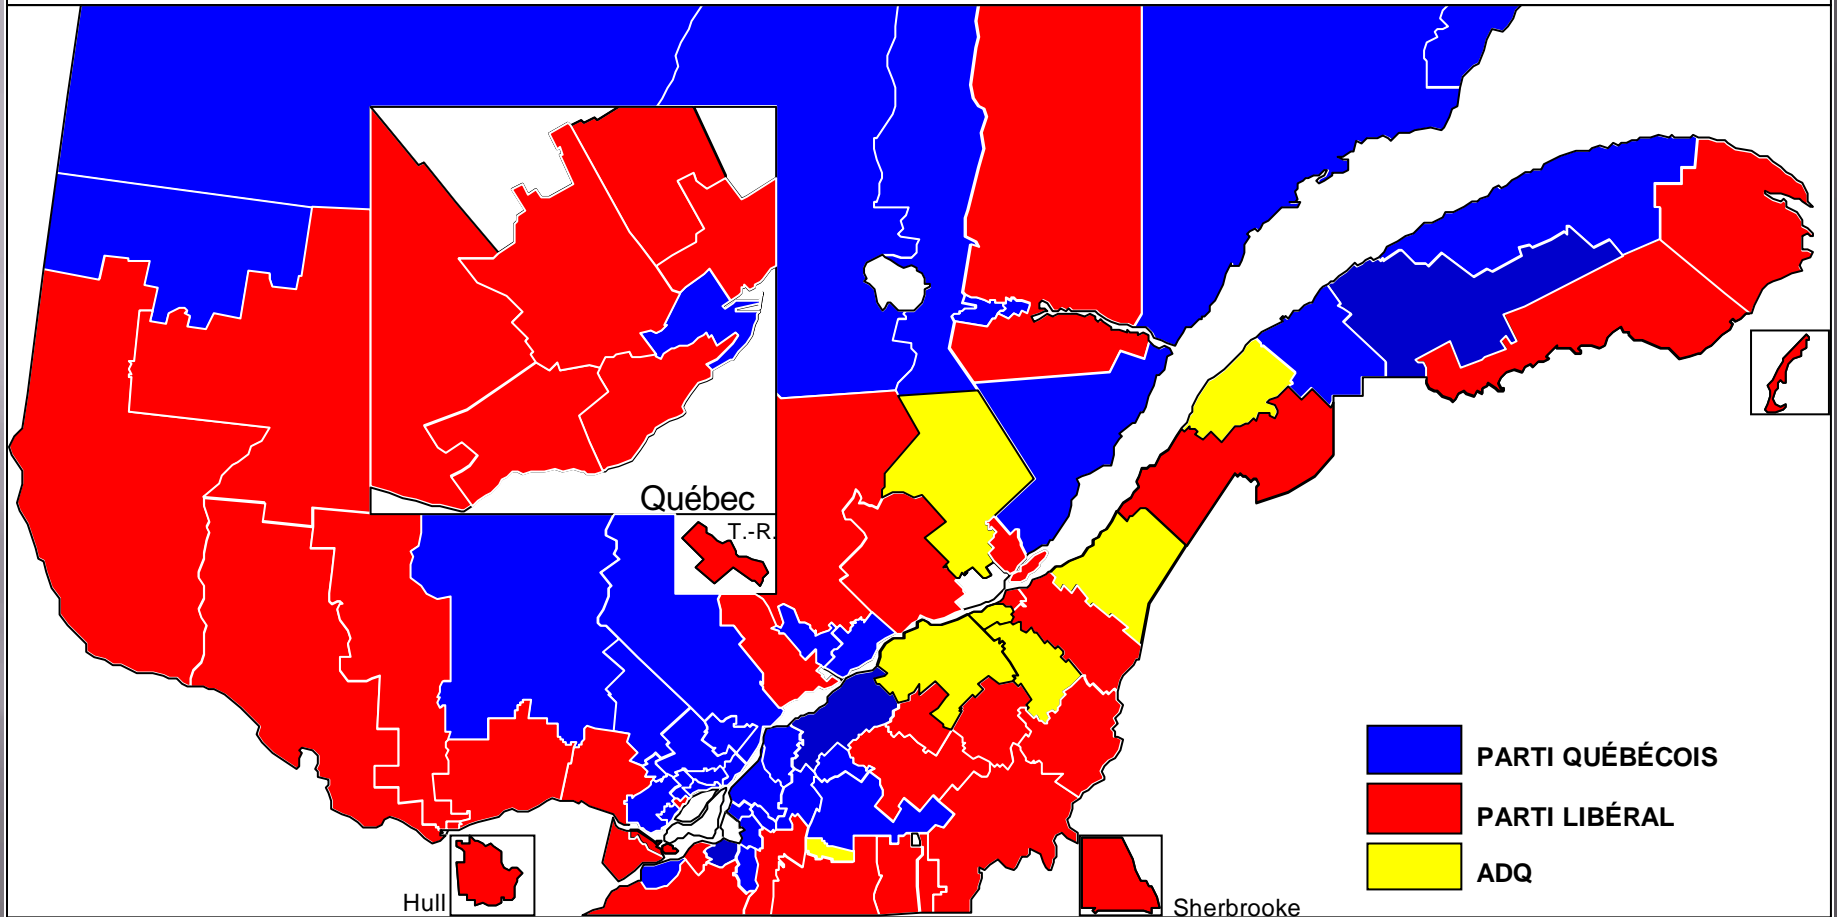 Québec
T.-R.
PARTI QUÉBÉCOIS
PARTI LIBÉRAL
ADQ
Hull
Sherbrooke